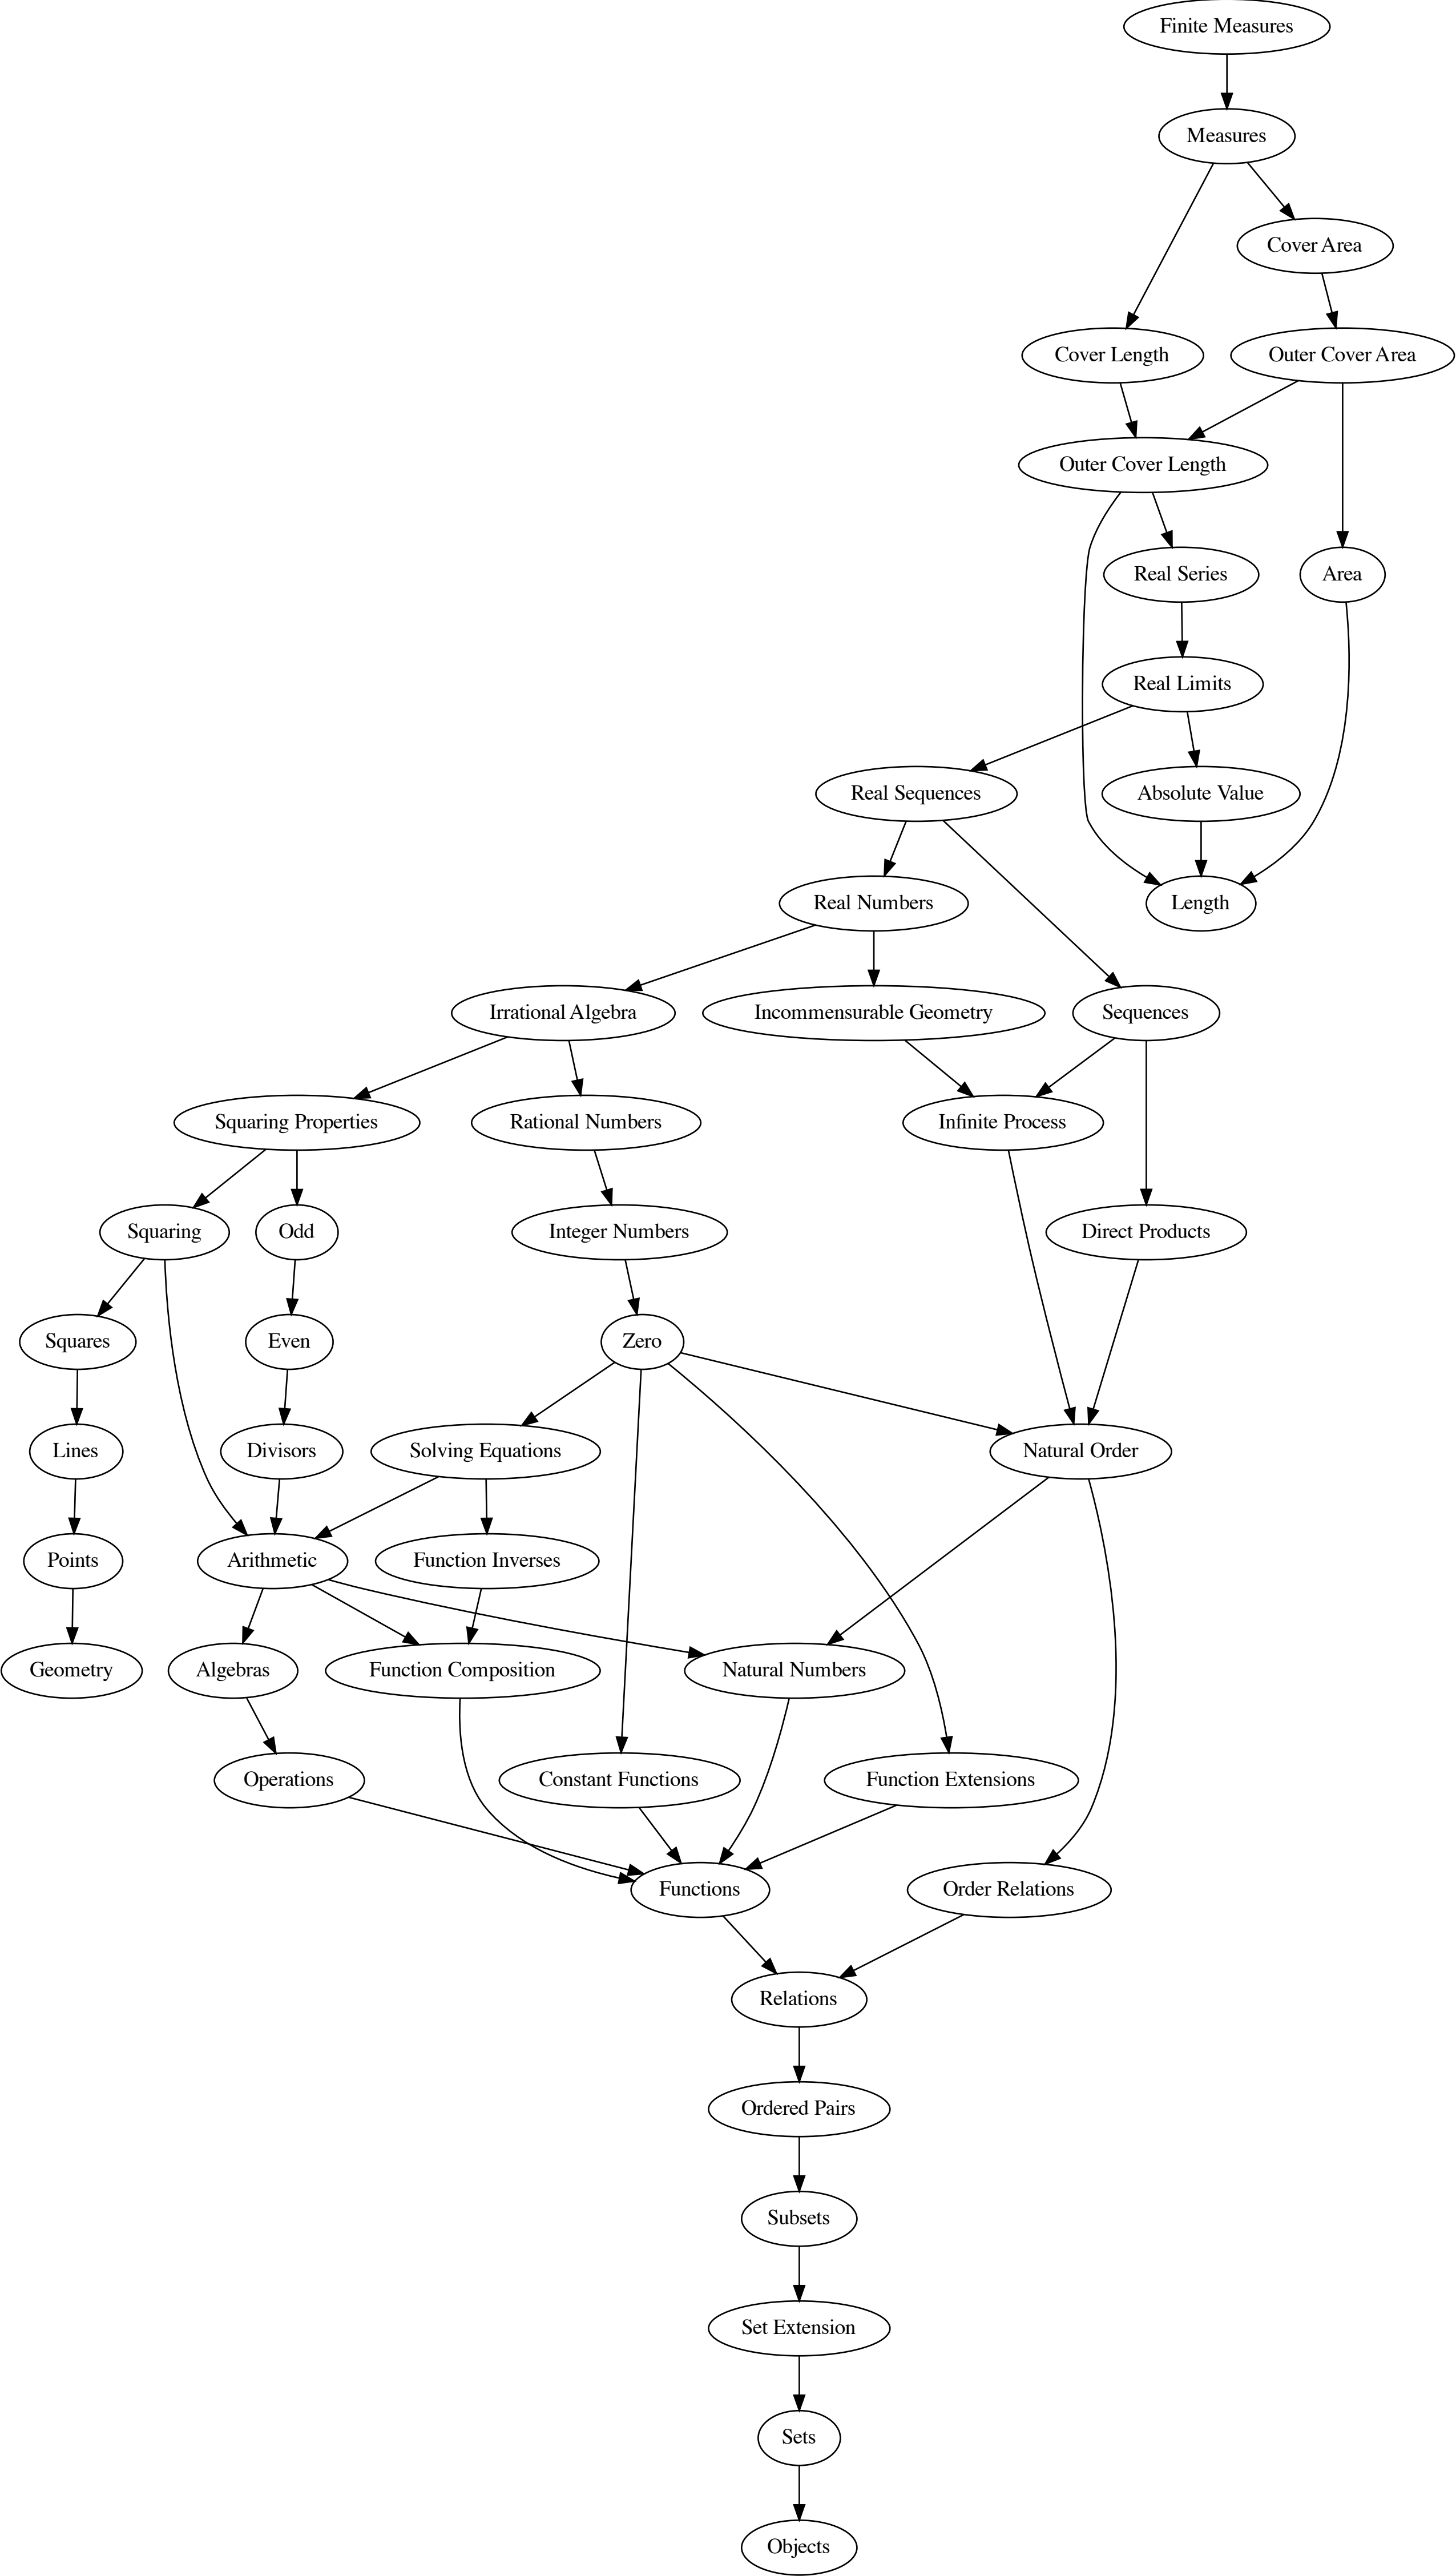 Finite Measures
Measures
Cover Area
Cover Length
Outer Cover Area
Outer Cover Length
Real Series
Area
Real Limits
Real Sequences
Absolute Value
Real Numbers
Length
Irrational Algebra
Incommensurable Geometry
Sequences
Squaring Properties
Rational Numbers
Infinite Process
Squaring
Odd
Integer Numbers
Direct Products
Squares
Even
Zero
Lines
Divisors
Solving Equations
Natural Order
Points
Arithmetic
Function Inverses
Geometry
Algebras
Function Composition
Natural Numbers
Operations
Constant Functions
Function Extensions
Functions
Order Relations
Relations
Ordered Pairs
Subsets
Set Extension
Sets
Objects